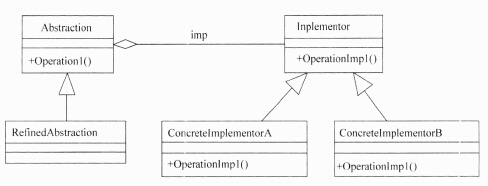 Abstraction
+Operation1()
imp
Inplementor
+OperationImp1()
RefinedAbstraction
ConcreteImplementorA
+OperationImp1()
ConcreteImplementorB
+OperationImp1()